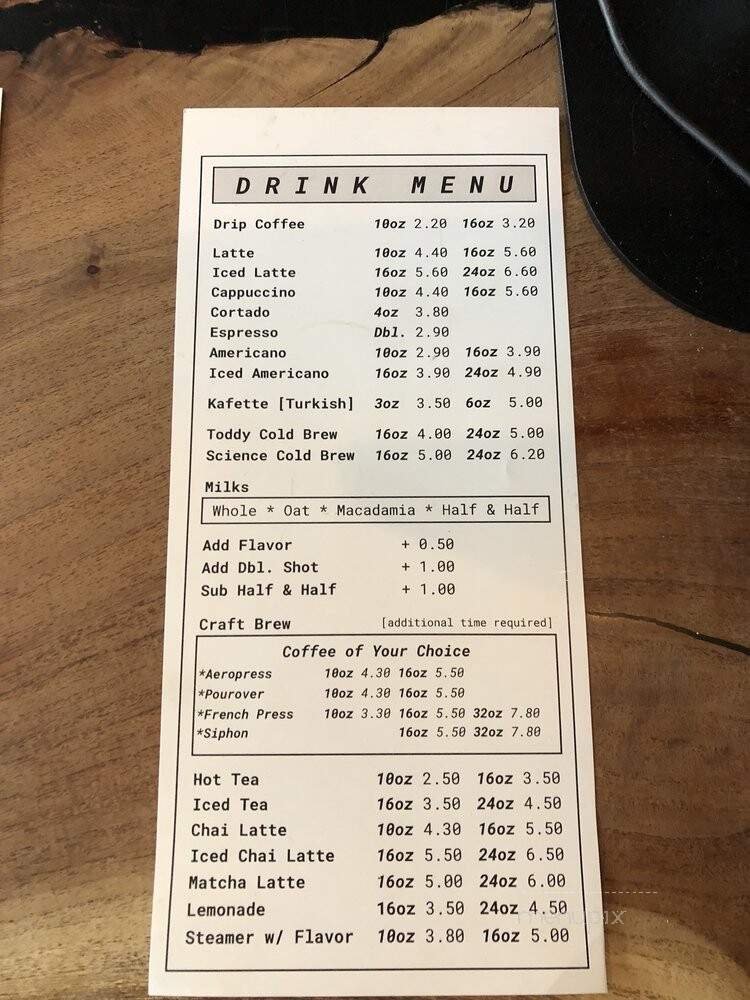 DRINK MENU
Drip Coffee 10oz 2.20 16oz 3.20
Latte 10oz 4.40 16oz 5.60
Iced Latte 16oz 5.60 24oz 6.60
Cappuccino 10oz 4.40 16oz 5.60
Cortado 4oz 3.80
Espresso Dbl. 2.90
Americano 10oz 2.90 16oz 3.90
Iced Americano 16oz 3.90 24oz 4.90
Kafette [Turkish] 3oz 3.50 6oz 5.00
Toddy Cold Brew 16oz 4.00 24oz 5.00
Science Cold Brew 16oz 5.00 24oz 6.20
Milks
Whole * Oat * Macadamia * Half & Half
Add Flavor + 0.50
Add Dbl. Shot + 1.00
Sub Half & Half + 1.00
Craft Brew [additional time required]
Coffee of Your Choice
*Aeropress 10oz 4.30 16oz 5.50
*Pourover 10oz 4.30 16oz 5.50
*French Press 10oz 3.30 16oz 5.50 32oz 7.80
*Siphon 16oz 5.50 32oz 7.80
Hot Tea 10oz 2.50 16oz 3.50
Iced Tea 16oz 3.50 24oz 4.50
Chai Latte 10oz 4.30 16oz 5.50
Iced Chai Latte 16oz 5.50 24oz 6.50
Matcha Latte 16oz 5.00 24oz 6.00
Lemonade 16oz 3.50 24oz 4.50
menupix
Steamer w/ Flavor 10oz 3.80 16oz 5.00